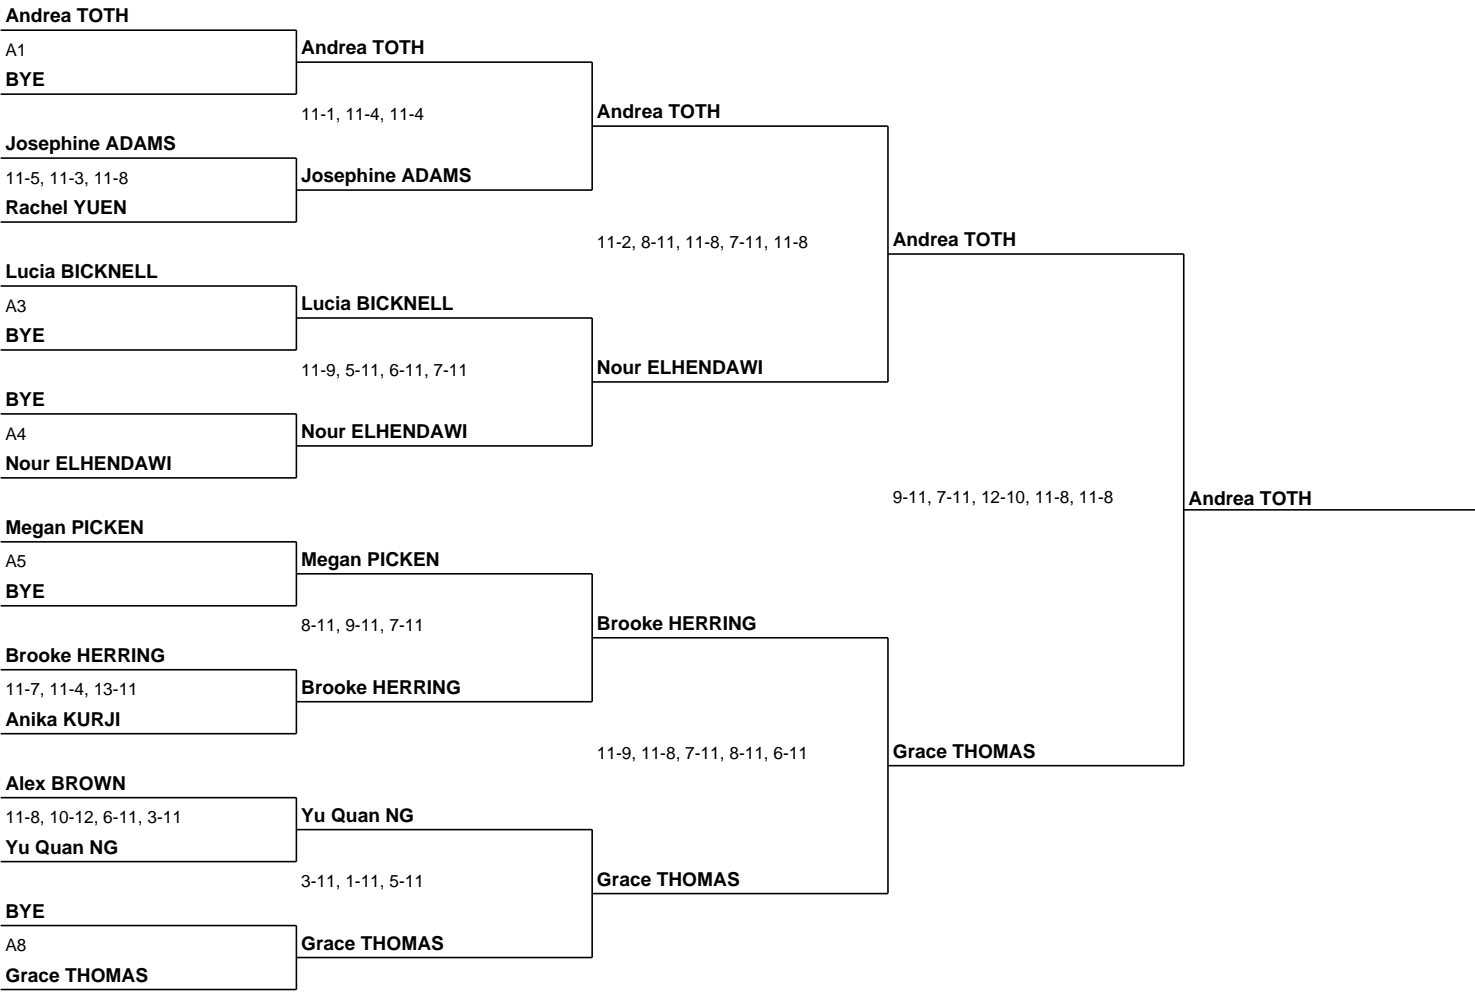 Andrea TOTH
A1
BYE
Josephine ADAMS
11-5, 11-3, 11-8
Rachel YUEN
Lucia BICKNELL
A3
BYE
BYE
A4
Nour ELHENDAWI
Megan PICKEN
A5
BYE
Brooke HERRING
11-7, 11-4, 13-11
Anika KURJI
Alex BROWN
11-8, 10-12, 6-11, 3-11
Yu Quan NG
BYE
A8
Grace THOMAS
Andrea TOTH
11-1, 11-4, 11-4
Josephine ADAMS
Lucia BICKNELL
11-9, 5-11, 6-11, 7-11
Nour ELHENDAWI
Megan PICKEN
8-11, 9-11, 7-11
Brooke HERRING
Yu Quan NG
3-11, 1-11, 5-11
Grace THOMAS
Andrea TOTH
11-2, 8-11, 11-8, 7-11, 11-8
Nour ELHENDAWI
Brooke HERRING
11-9, 11-8, 7-11, 8-11, 6-11
Grace THOMAS
Andrea TOTH
9-11, 7-11, 12-10, 11-8, 11-8
Grace THOMAS
Andrea TOTH